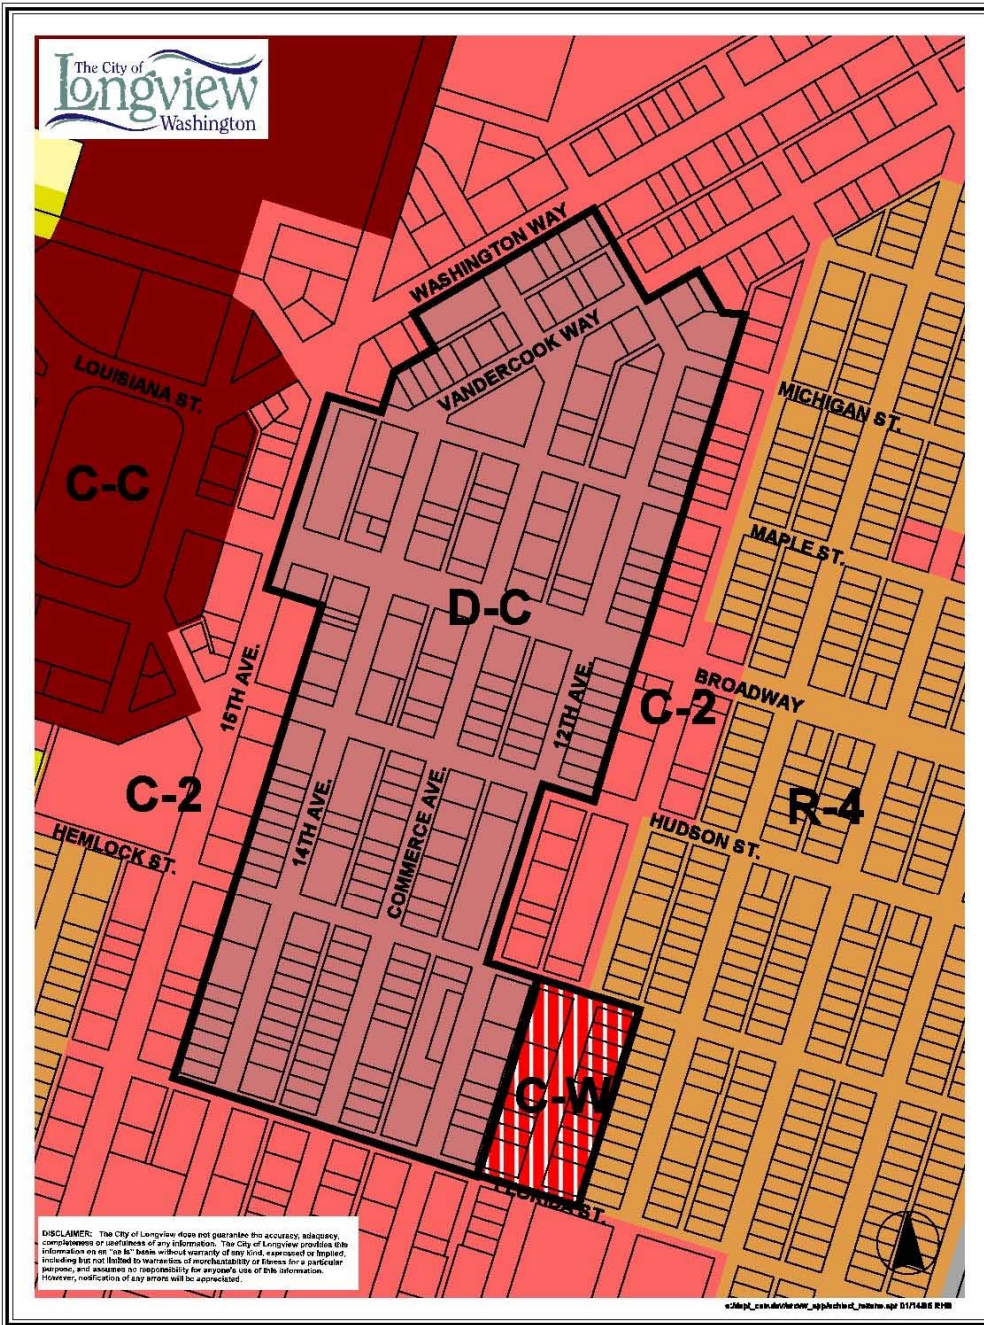 The City of
Longview
Washington
WASHINGTON WAY
VANDERCOOK WAY
LOUISIANA ST.
MICHIGAN ST.
C-C
MAPLE ST.
D-C
15TH AVE.
12TH AVE.
BROADWAY
C-2
C-2
R-4
14TH AVE.
COMMERCE AVE.
HEMLOCK ST.
HUDSON ST.
C-W
FLORIDA ST.
DISCLAIMER: The City of Longview does not guarantee the accuracy, adequacy,
completeness or usefulness of any information. The City of Longview provides this
information on an "as is" basis without warranty of any kind, expressed or implied,
including but not limited to warranties of merchantability or fitness for a particular
purpose, and assumes no responsibility for anyone's use of this information.
However, notification of any errors will be appreciated.